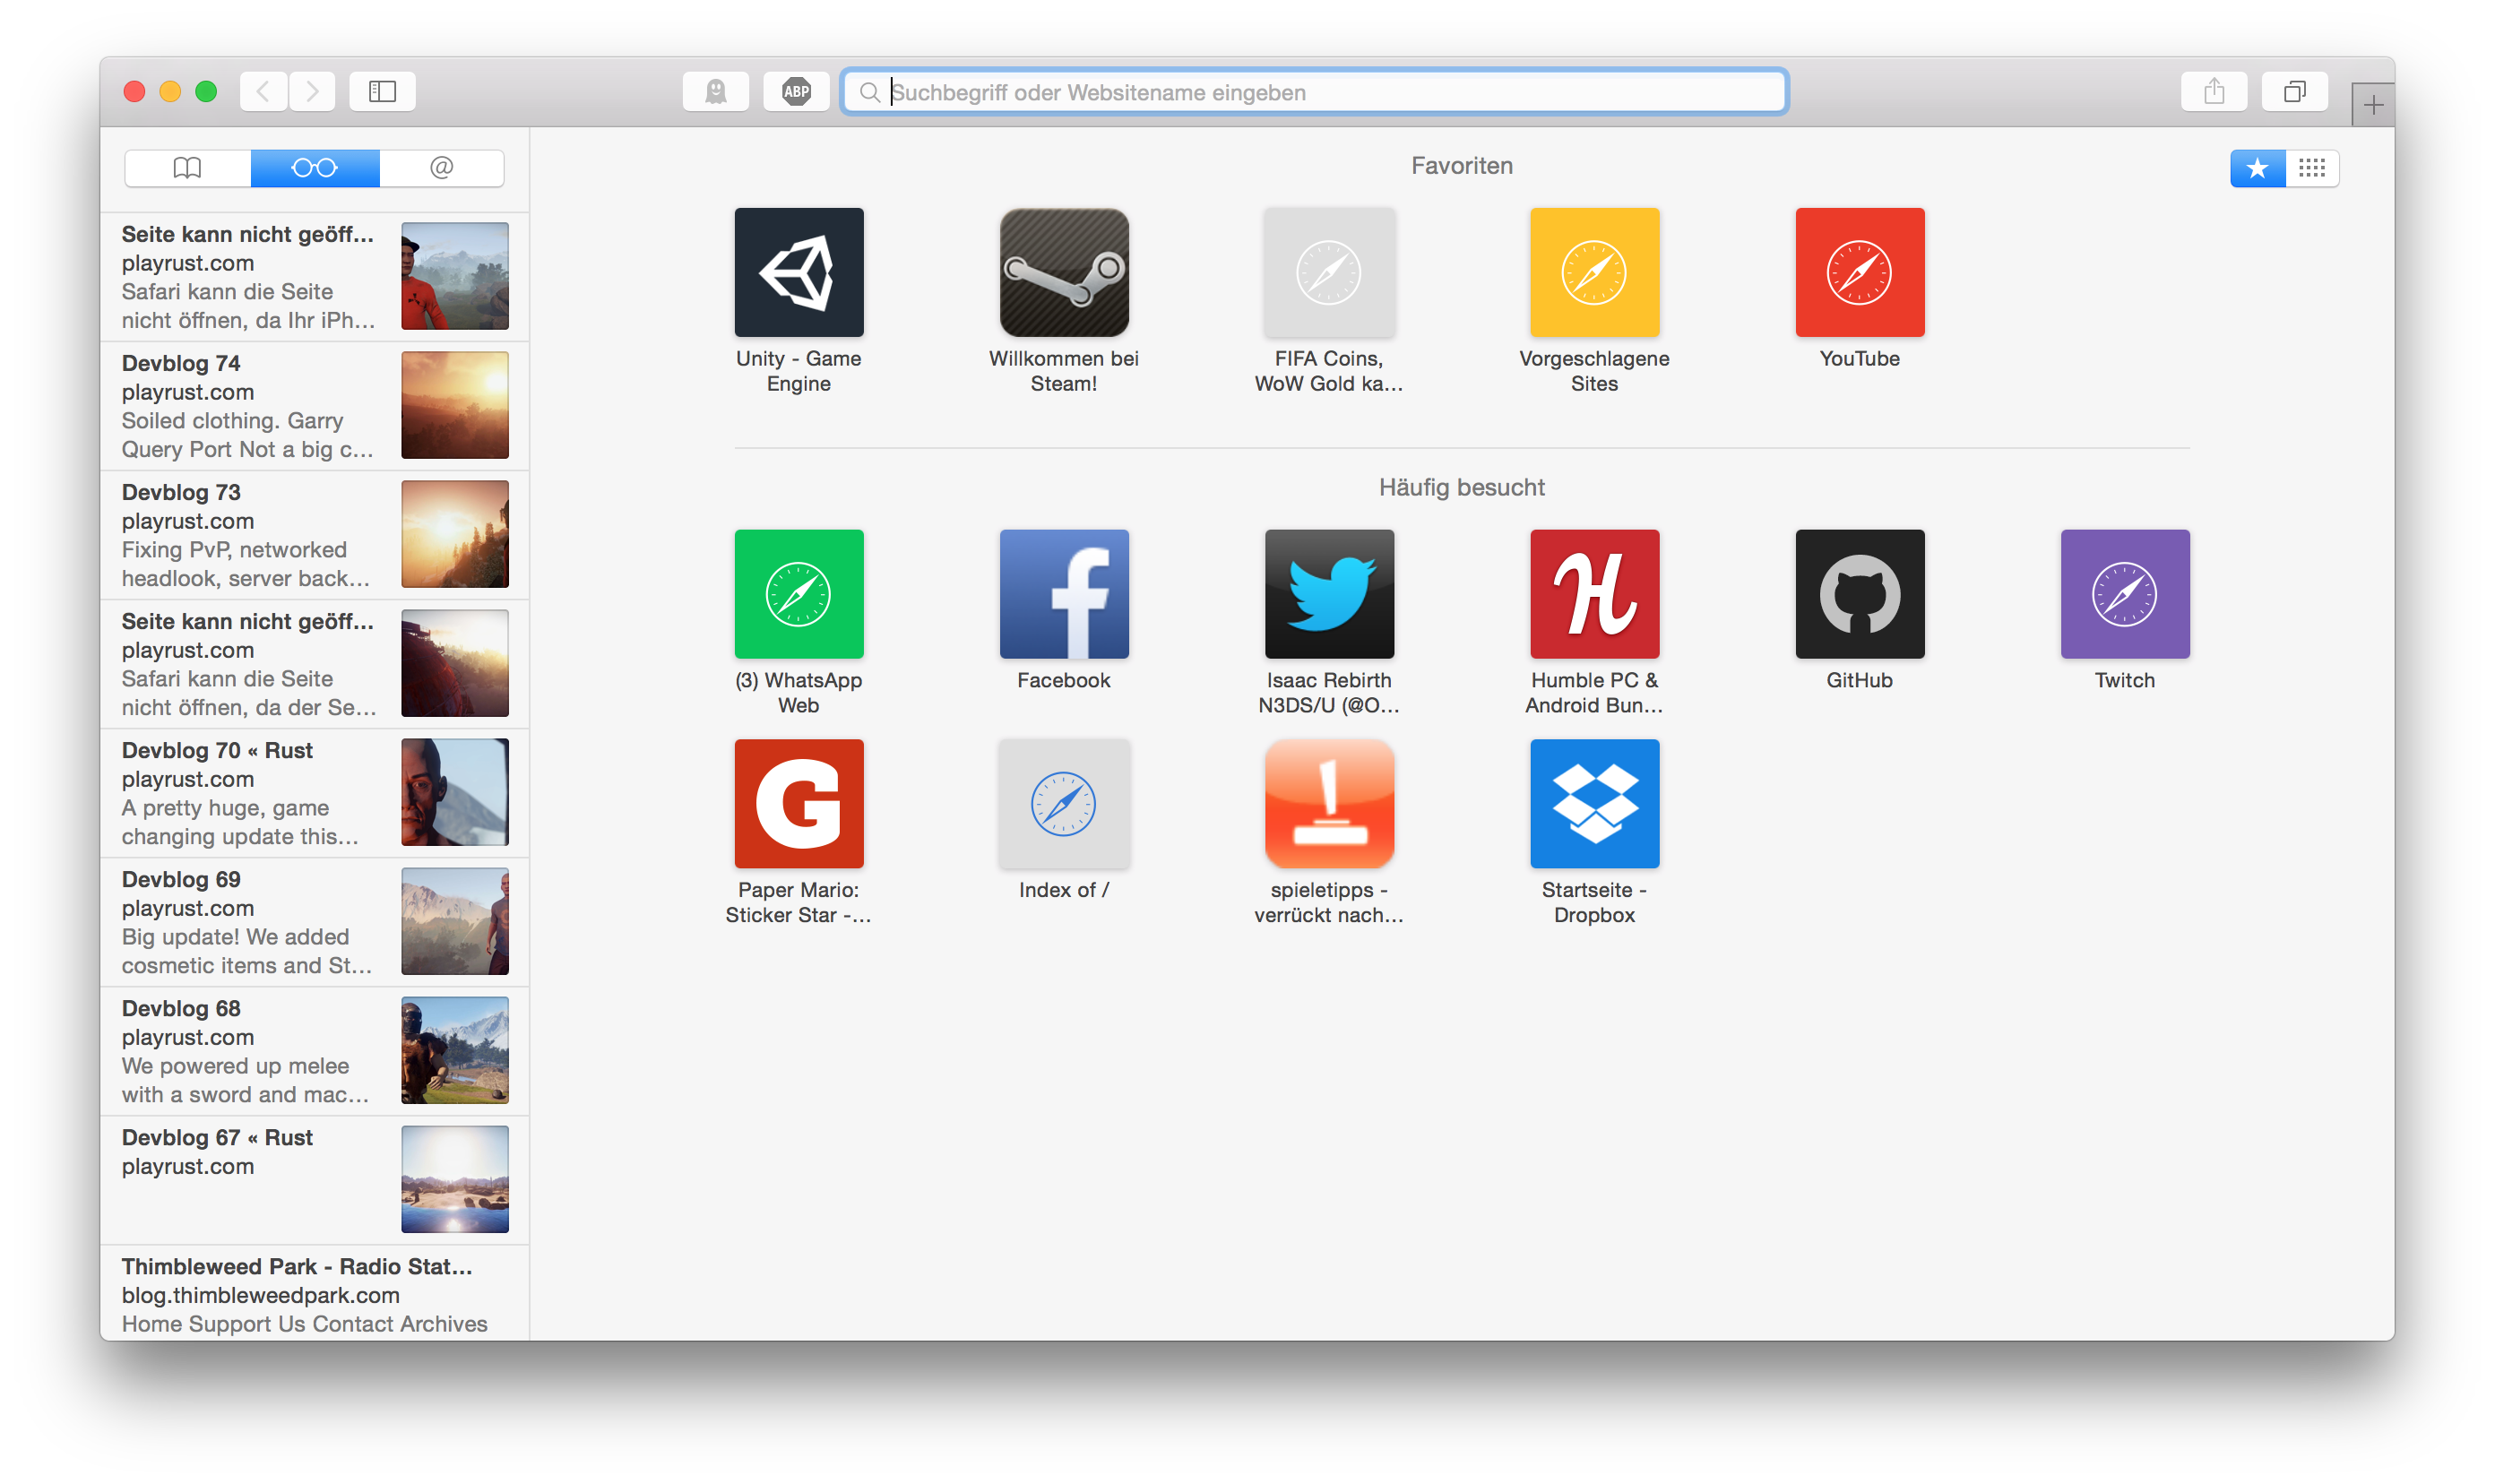 ABP
Suchbegriff oder Websitename eingeben
@
Seite kann nicht geöff...
playrust.com
Safari kann die Seite
nicht öffnen, da Ihr iPh...
Devblog 74
playrust.com
Soiled clothing. Garry
Query Port Not a big c...
Devblog 73
playrust.com
Fixing PvP, networked
headlook, server back...
Seite kann nicht geöff...
playrust.com
Safari kann die Seite
nicht öffnen, da der Se...
Devblog 70 « Rust
playrust.com
A pretty huge, game
changing update this...
Devblog 69
playrust.com
Big update! We added
cosmetic items and St...
Devblog 68
playrust.com
We powered up melee
with a sword and mac...
Devblog 67 « Rust
playrust.com
Thimbleweed Park - Radio Stat...
blog.thimbleweedpark.com
Home Support Us Contact Archives
Favoriten
Unity - Game
Engine
Willkommen bei
Steam!
FIFA Coins,
WoW Gold ka...
Vorgeschlagene
Sites
YouTube
Häufig besucht
(3) WhatsApp
Web
Facebook
Isaac Rebirth
N3DS/U (@O...
Humble PC &
Android Bun...
GitHub
Twitch
G
Paper Mario:
Sticker Star -...
Index of /
spieletipps -
verrückt nach...
Startseite -
Dropbox